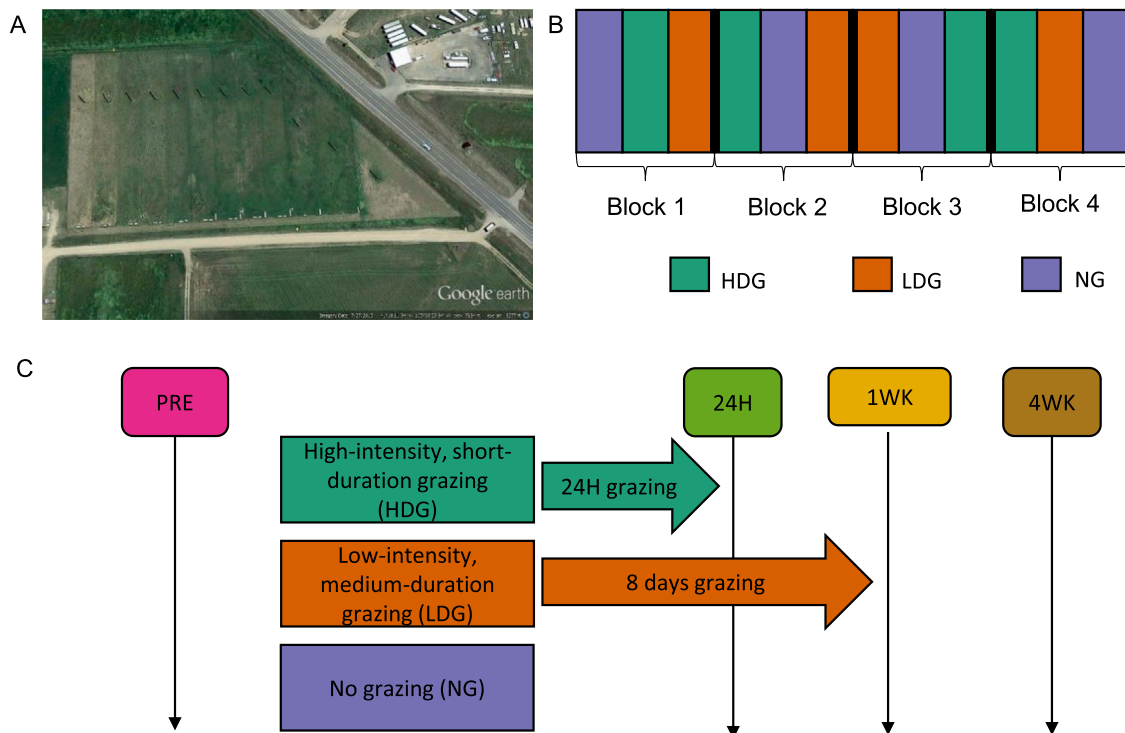 A
Google earth
B
Block 1
Block 2
Block 3
Block 4
HDG
LDG
NG
C
PRE
24H
1WK
4WK
High-intensity, short-
duration grazing
(HDG)
24H grazing
Low-intensity,
medium-duration
grazing (LDG)
8 days grazing
No grazing (NG)